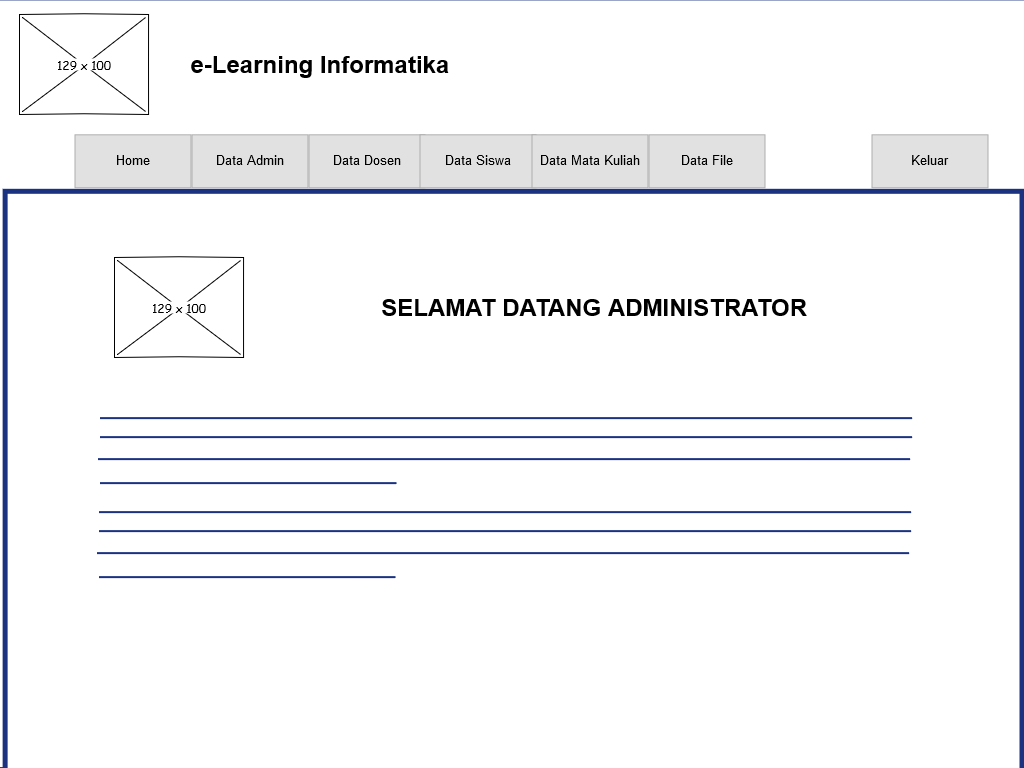 129 x 100
e-Learning Informatika
Home Data Admin Data Dosen Data Siswa Data Mata Kuliah Data File Keluar
129 x 100
SELAMAT DATANG ADMINISTRATOR